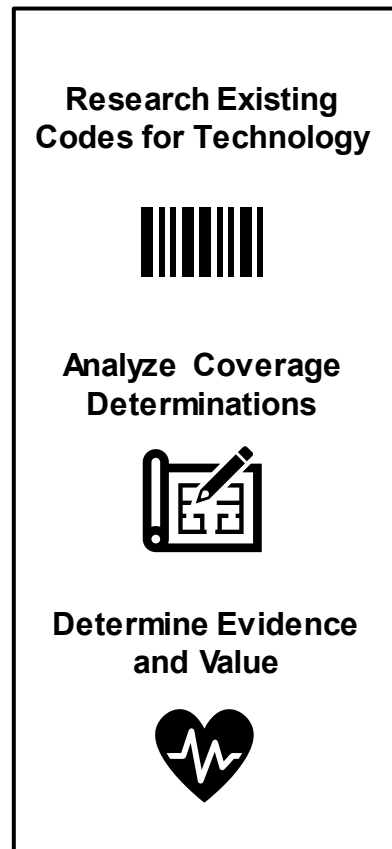 Research Existing
Codes for Technology
Analyze Coverage
Determinations
Determine Evidence
and Value